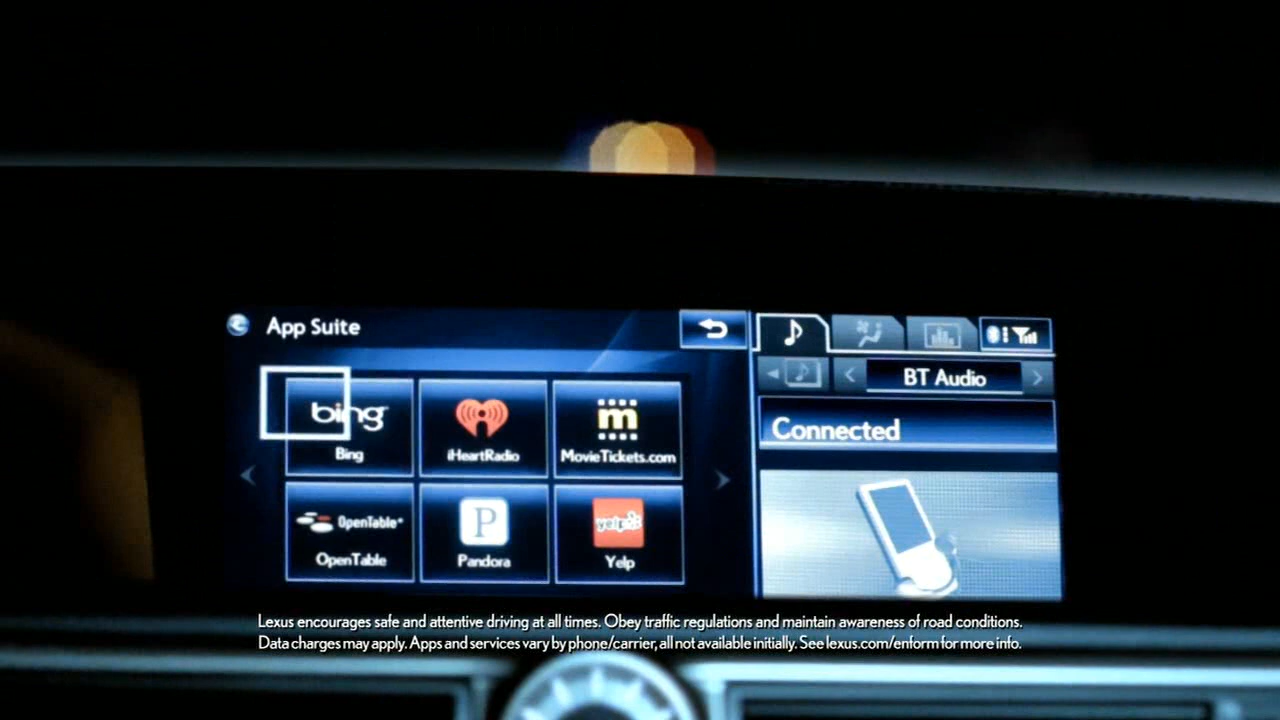 App Suite
BT Audio
Connected
bing
Bing
iHeartRadio
m
MovieTickets.com
OpenTable
OpenTable
P
Pandora
yelp
Yelp
Lexus encourages safe and attentive driving at all times. Obey traffic regulations and maintain awareness of road conditions.
Data charges may apply. Apps and services vary by phone/carrier, all not available initially. See lexus.com/enform for more info.